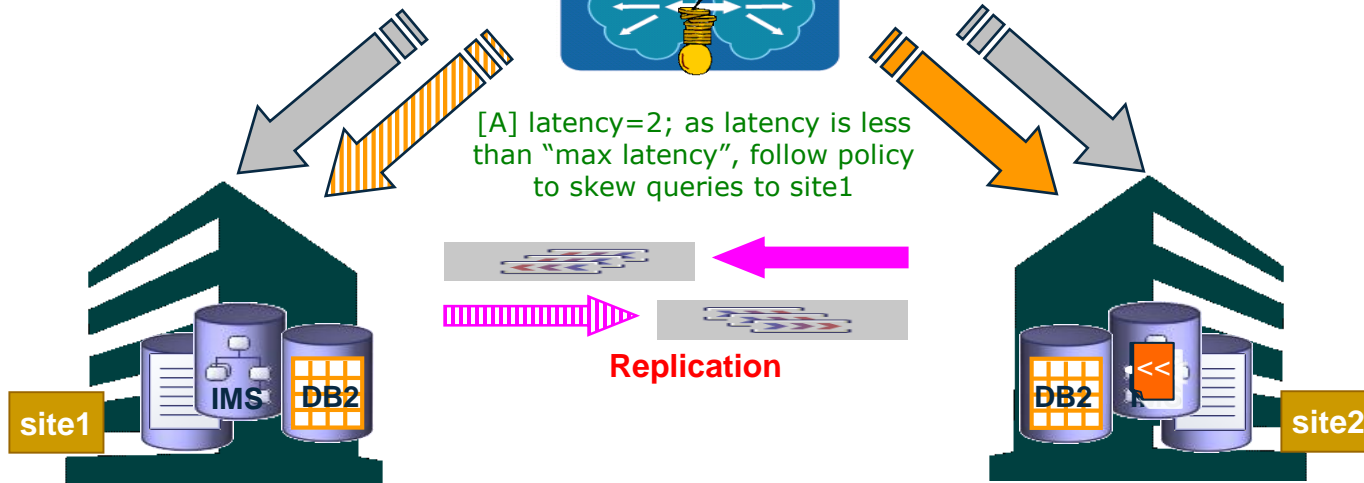 [A] latency=2; as latency is less
than “max latency”, follow policy
to skew queries to site1
Replication
IMS
DB2
site1
DB2
<<
site2